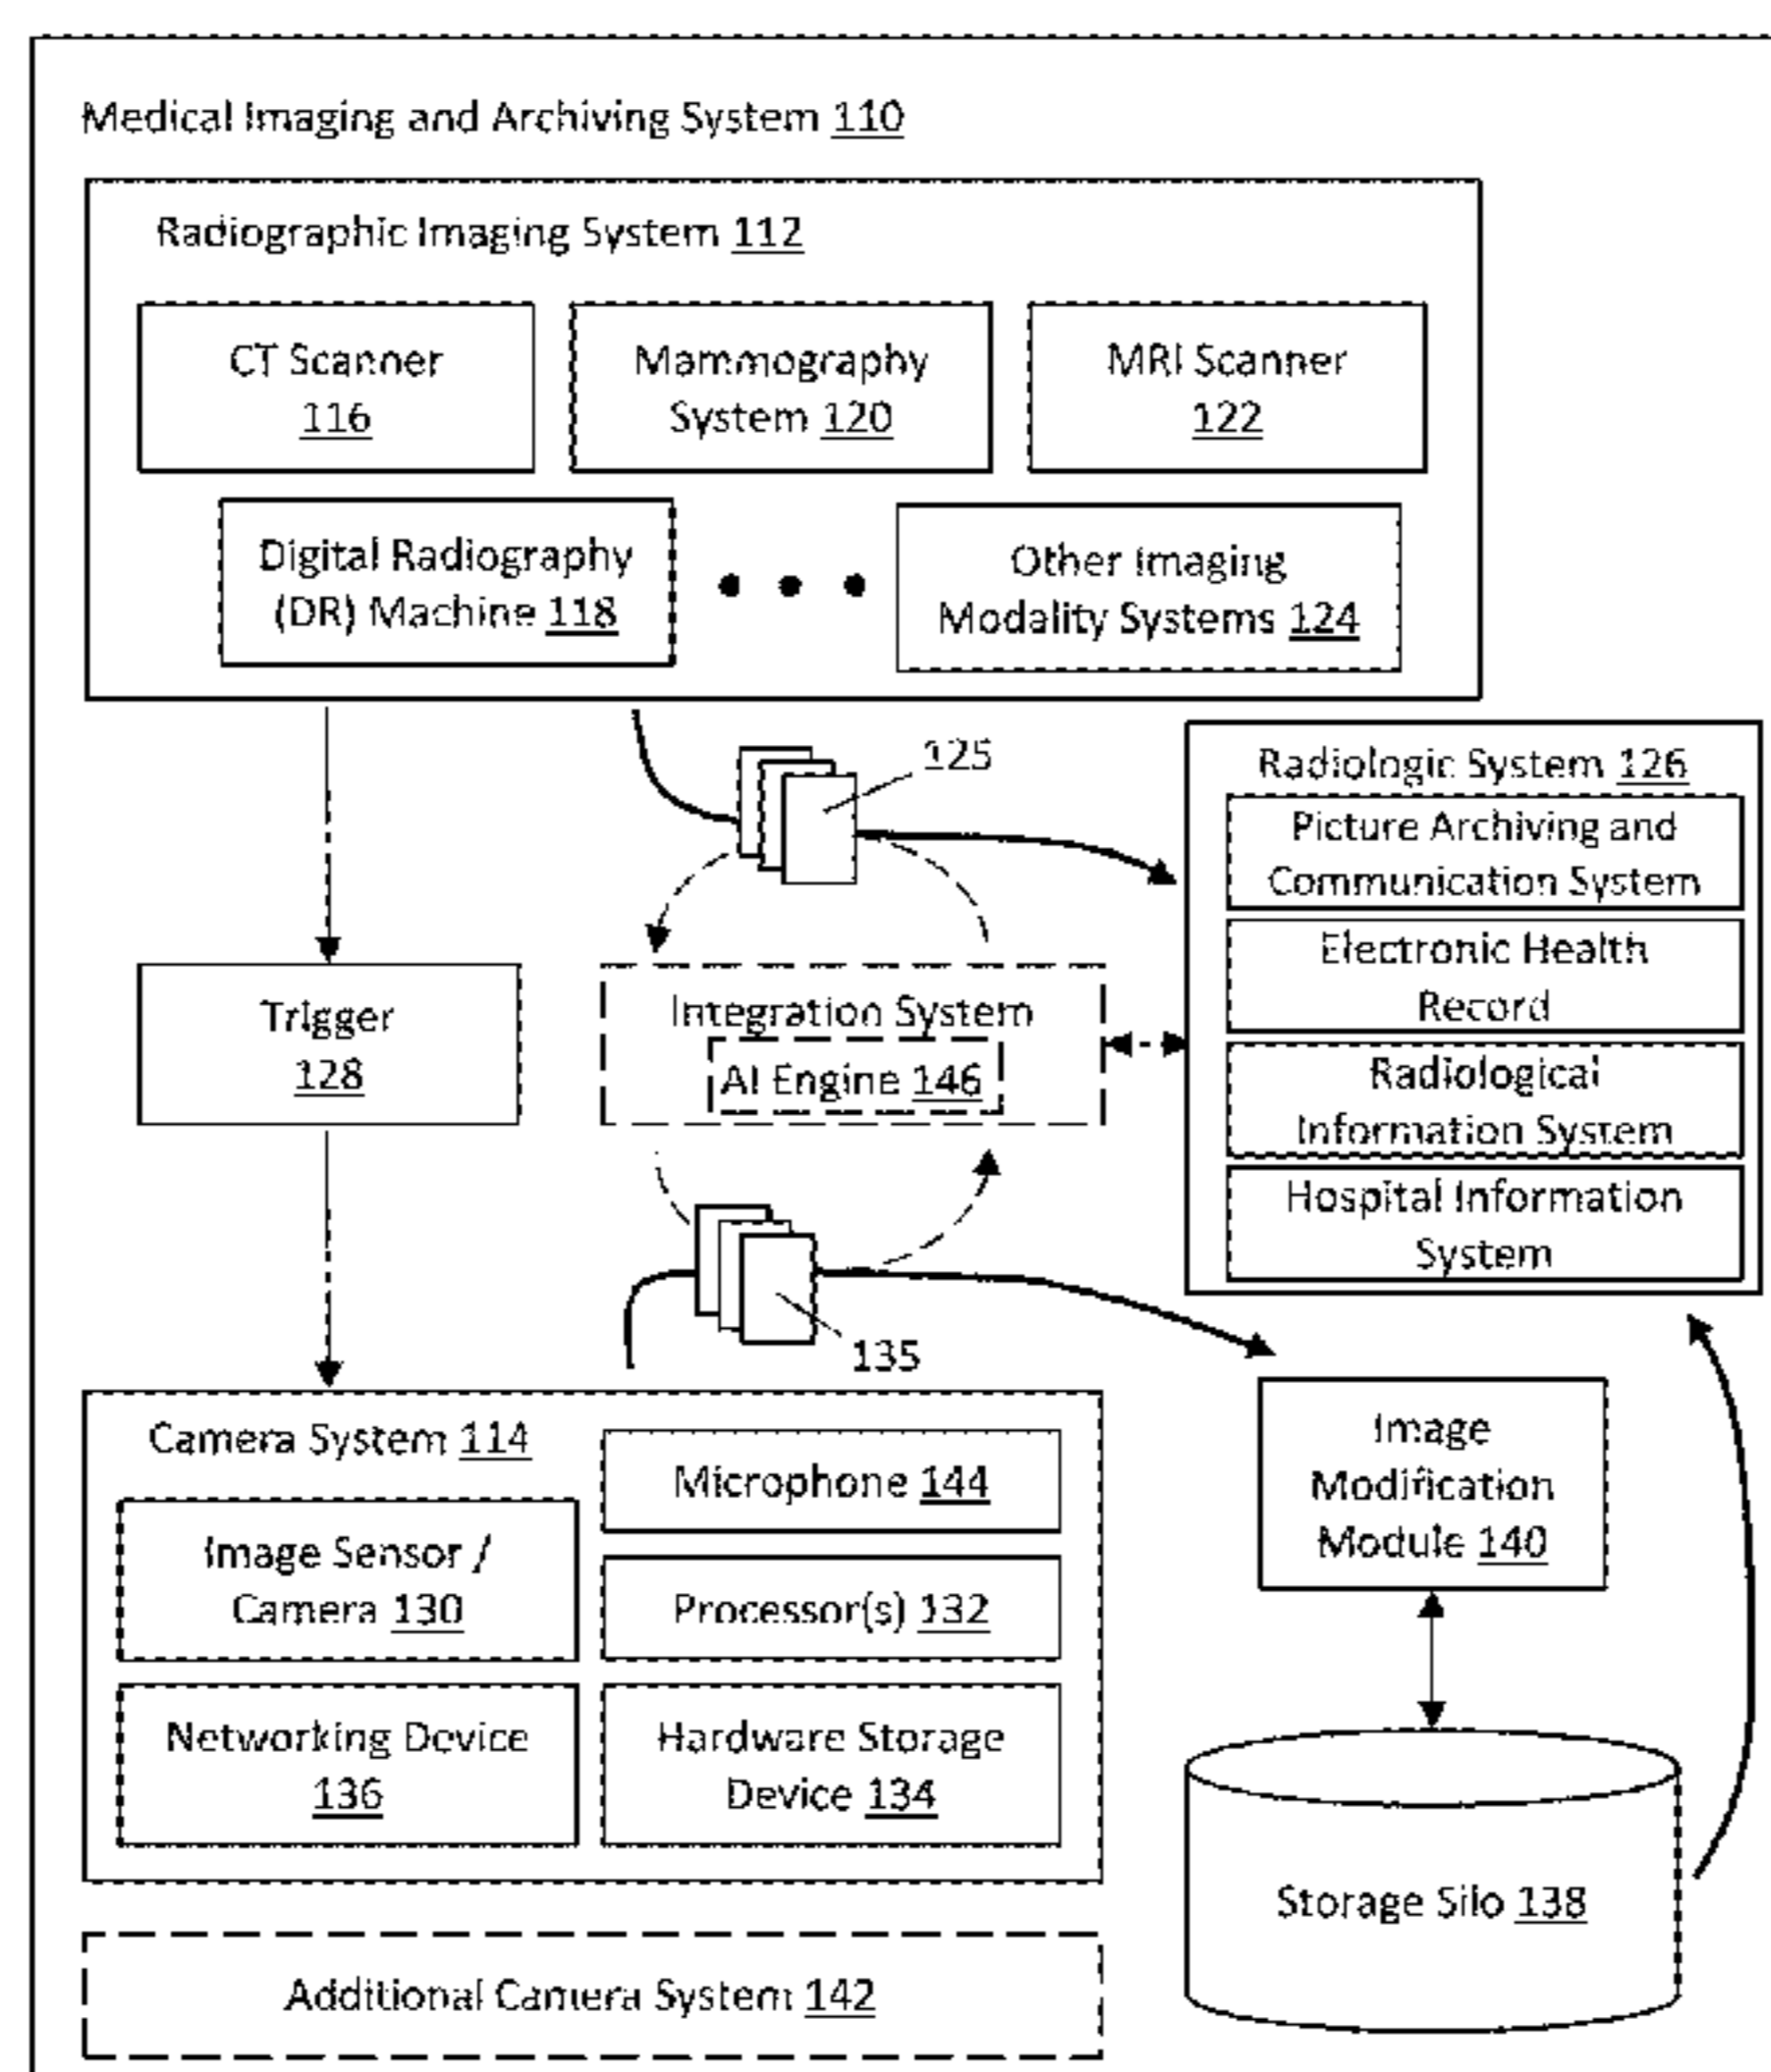 Medical Imaging and Archiving System 110
Radiographic Imaging System 112
CT Scanner
116
Mammography
System 120
MRI Scanner
122
Digital Radiography
(DR) Machine 118
Other Imaging
Modality Systems 124
125
Radiologic System 126
Picture Archiving and
Communication System
Electronic Health
Record
Radiological
Information System
Hospital Information
System
Trigger
128
Integration System
AI Engine 146
135
Camera System 114
Image Sensor /
Camera 130
Networking Device
136
Microphone 144
Processor(s) 132
Hardware Storage
Device 134
Image
Modification
Module 140
Storage Silo 138
Additional Camera System 142